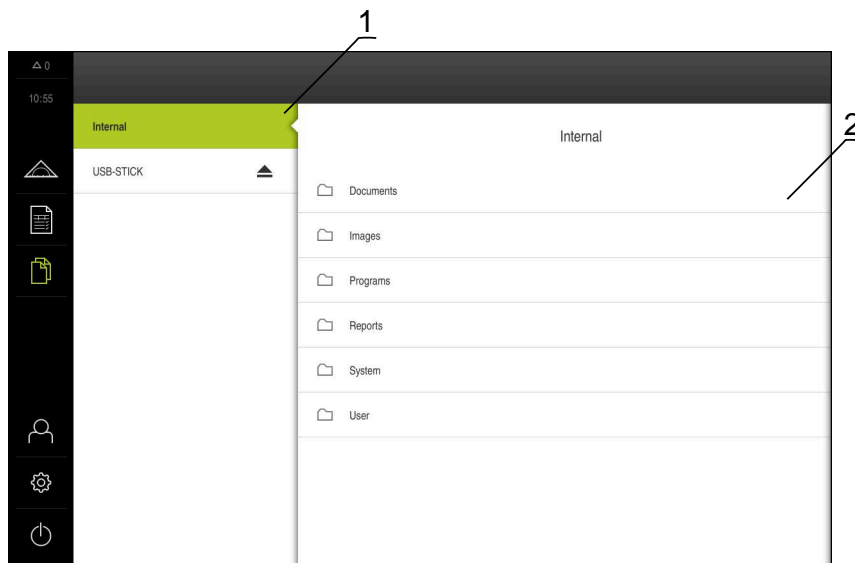 1
△ 0
10:55
Internal
Internal
2
USB-STICK
Documents
Images
Programs
Reports
System
User